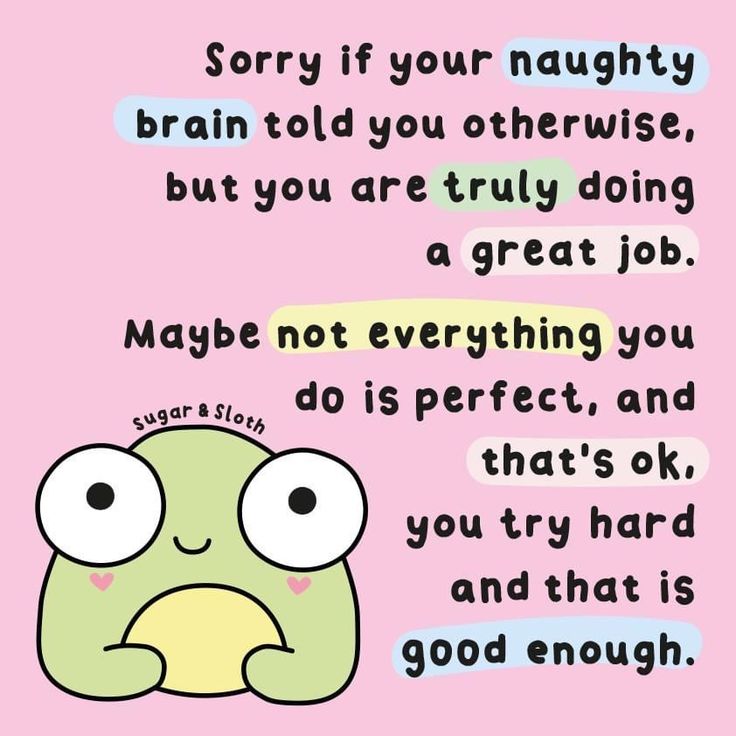 Sorry if your naughty
brain told you otherwise,
but you are truly doing
a great job.
Maybe not everything you
do is perfect, and
that's ok,
you try hard
and that is
good enough.
Sugar & Sloth